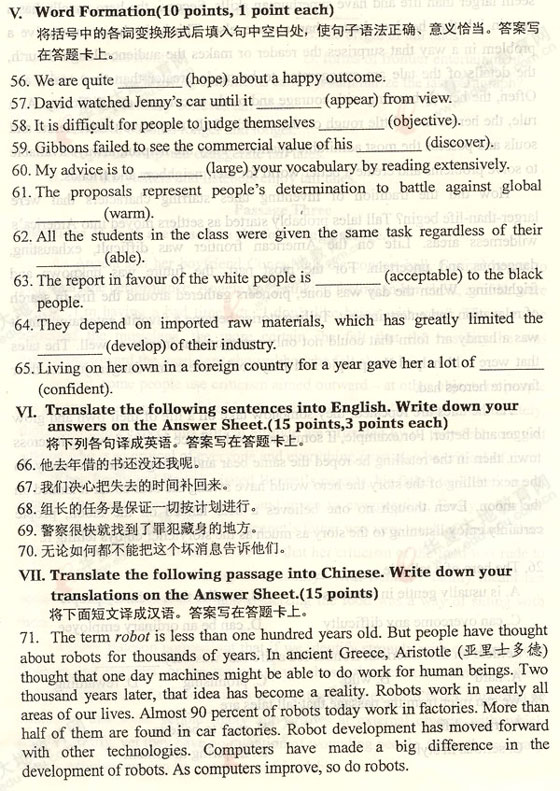 V. Word Formation(10 points, 1 point each)
将括号中的各词变换形式后填入句中空白处，使句子语法正确、意义恰当。答案写
在答题卡上。
56. We are quite ________ (hope) about a happy outcome.
57. David watched Jenny's car until it ________ (appear) from view.
58. It is difficult for people to judge themselves ________ (objective).
59. Gibbons failed to see the commercial value of his ________ (discover).
60. My advice is to ________ (large) your vocabulary by reading extensively.
61. The proposals represent people's determination to battle against global
________ (warm).
62. All the students in the class were given the same task regardless of their
________ (able).
63. The report in favour of the white people is ________ (acceptable) to the black
people.
64. They depend on imported raw materials, which has greatly limited the
________ (develop) of their industry.
65. Living on her own in a foreign country for a year gave her a lot of ________
(confident).
VI. Translate the following sentences into English. Write down your
answers on the Answer Sheet.(15 points,3 points each)
将下列各句译成英语。答案写在答题卡上。
66. 他去年借的书还没还我呢。
67. 我们决心把失去的时间补回来。
68. 组长的任务是保证一切按计划进行。
69. 警察很快就找到了罪犯藏身的地方。
70. 无论如何都不能把这个坏消息告诉他们。
VII. Translate the following passage into Chinese. Write down your
translations on the Answer Sheet.(15 points)
将下面短文译成汉语。答案写在答题卡上。
71. The term robot is less than one hundred years old. But people have thought
about robots for thousands of years. In ancient Greece, Aristotle (亚里士多德)
thought that one day machines might be able to do work for human beings. Two
thousand years later, that idea has become a reality. Robots work in nearly all
areas of our lives. Almost 90 percent of robots today work in factories. More than
half of them are found in car factories. Robot development has moved forward
with other technologies. Computers have made a big difference in the
development of robots. As computers improve, so do robots.